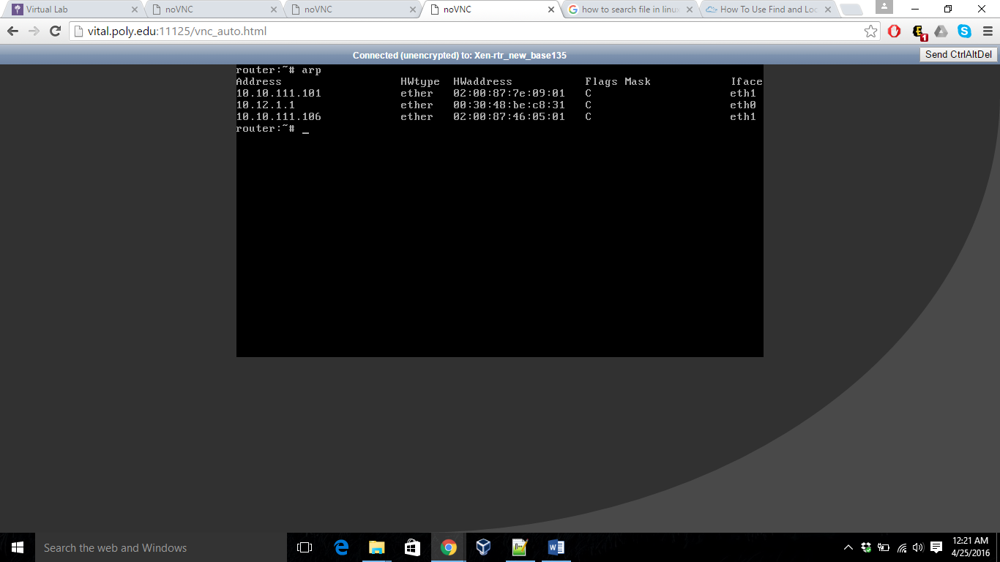 Virtual Lab
noVNC
noVNC
noVNC
how to search file in linu
How To Use Find and Loc
vital.poly.edu:11125/vnc_auto.html
1
Connected (unencrypted) to: Xen-rtr_new_base135
Send CtrlAltDel
router:~# arp
Address HWtype HWaddress Flags Mask Iface
10.10.111.101 ether 02:00:87:7e:09:01 C eth1
10.12.1.1 ether 00:30:48:be:c8:31 C eth0
10.10.111.106 ether 02:00:87:46:05:01 C eth1
router:~# _
Search the web and Windows
12:21 AM
4/25/2016